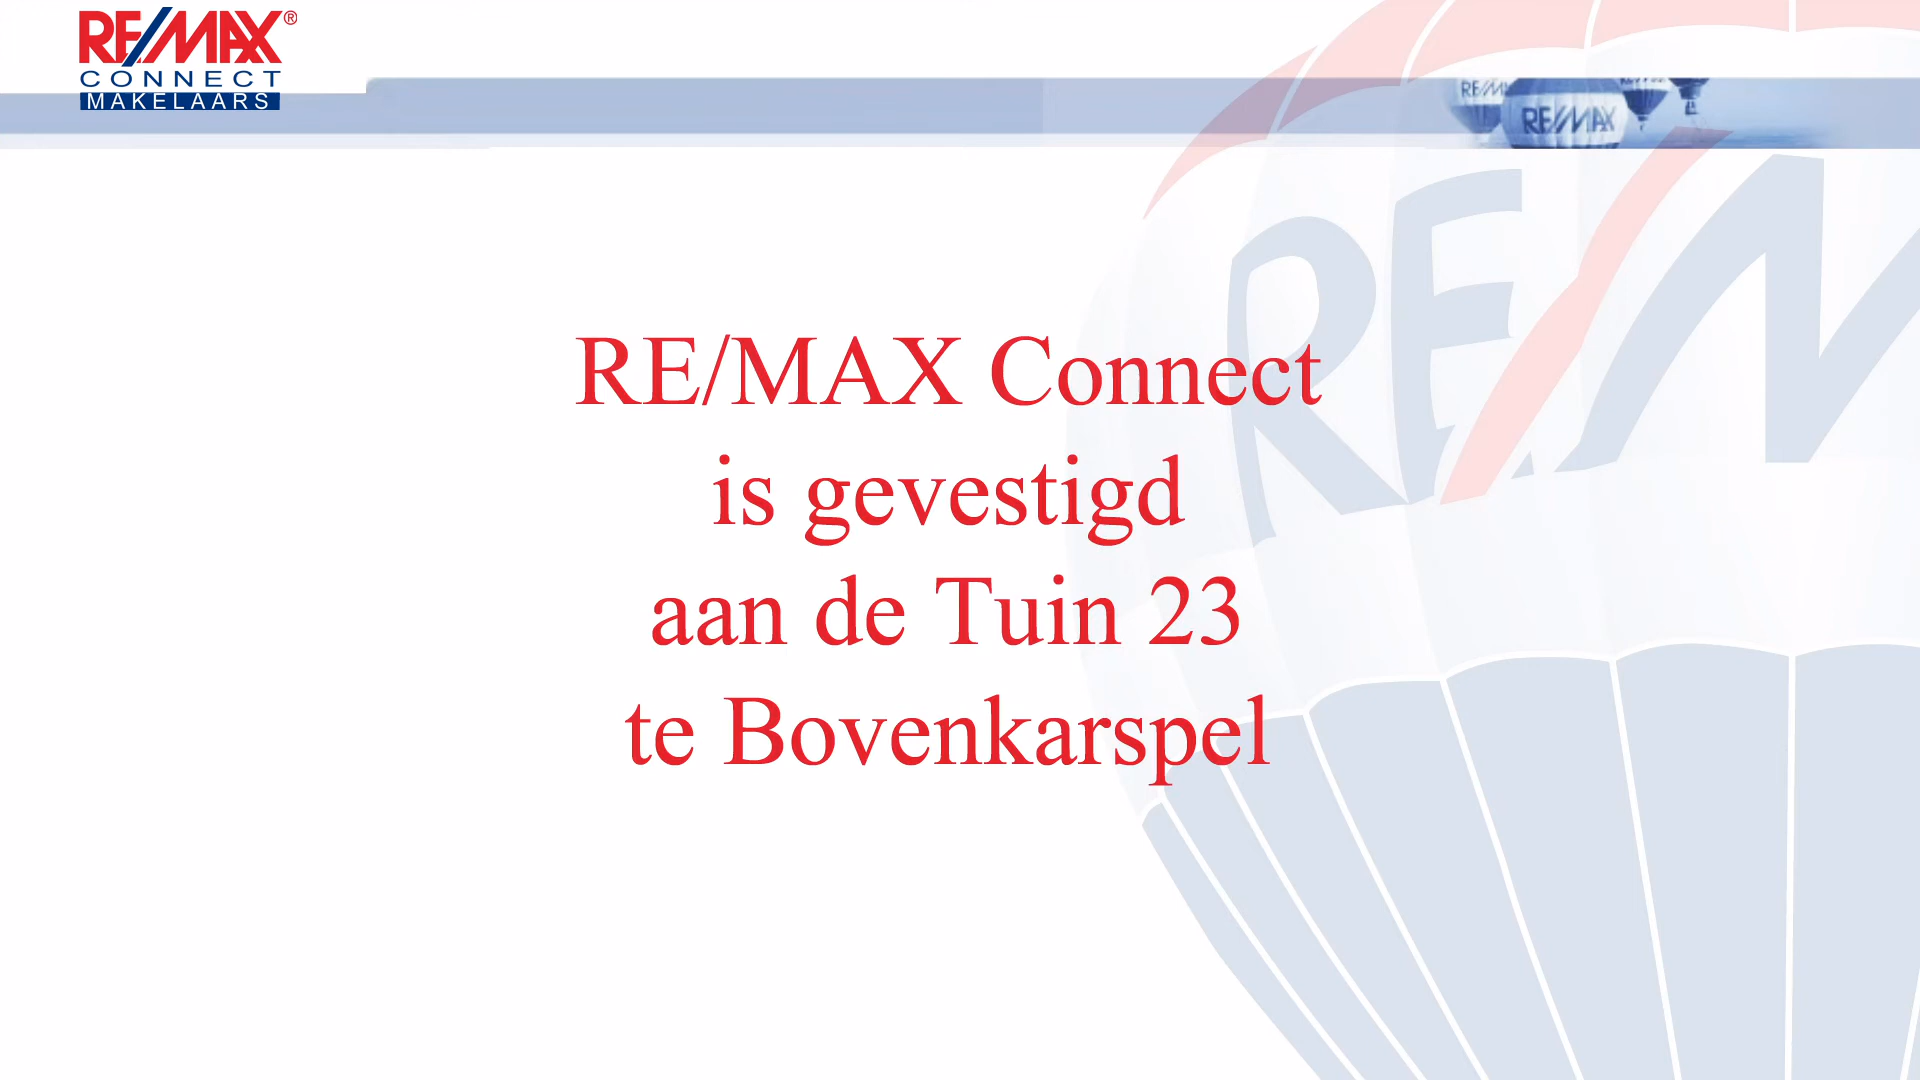 RE/MAX®
CONNECT
MAKELAARS
RE/MAX
RE/MAX Connect
is gevestigd
aan de Tuin 23
te Bovenkarspel